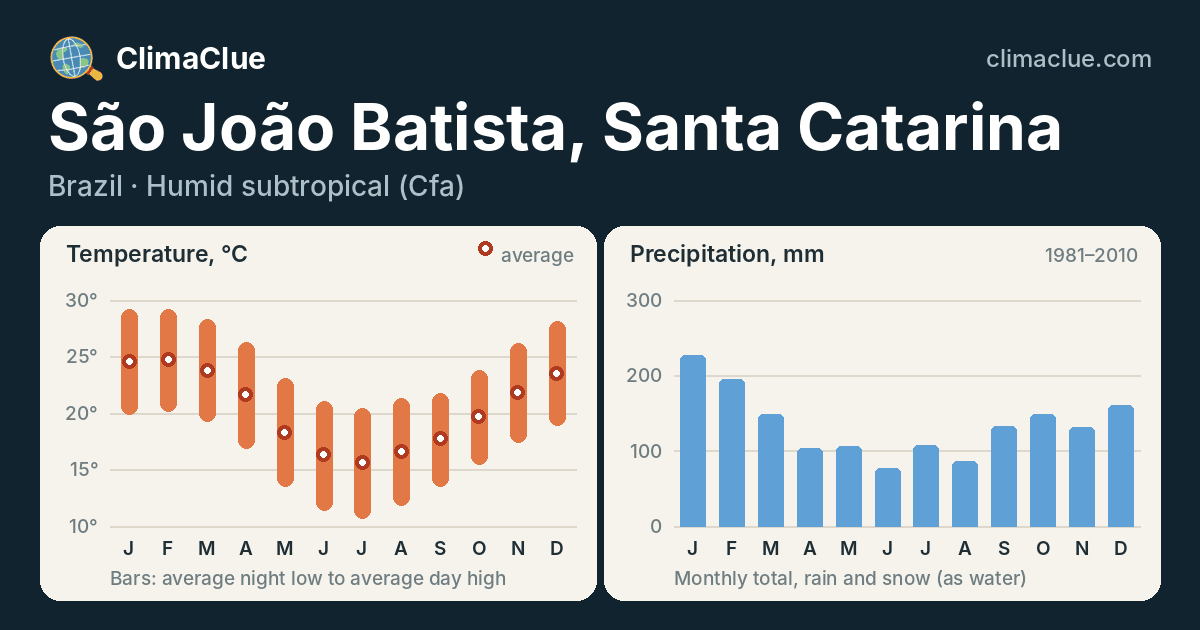 ClimaClue
climaclue.com
São João Batista, Santa Catarina
Brazil · Humid subtropical (Cfa)
Temperature, °C
average
30°
25°
20°
15°
10°
J F M A M J J A S O N D
Bars: average night low to average day high
Precipitation, mm
1981–2010
300
200
100
0
J F M A M J J A S O N D
Monthly total, rain and snow (as water)